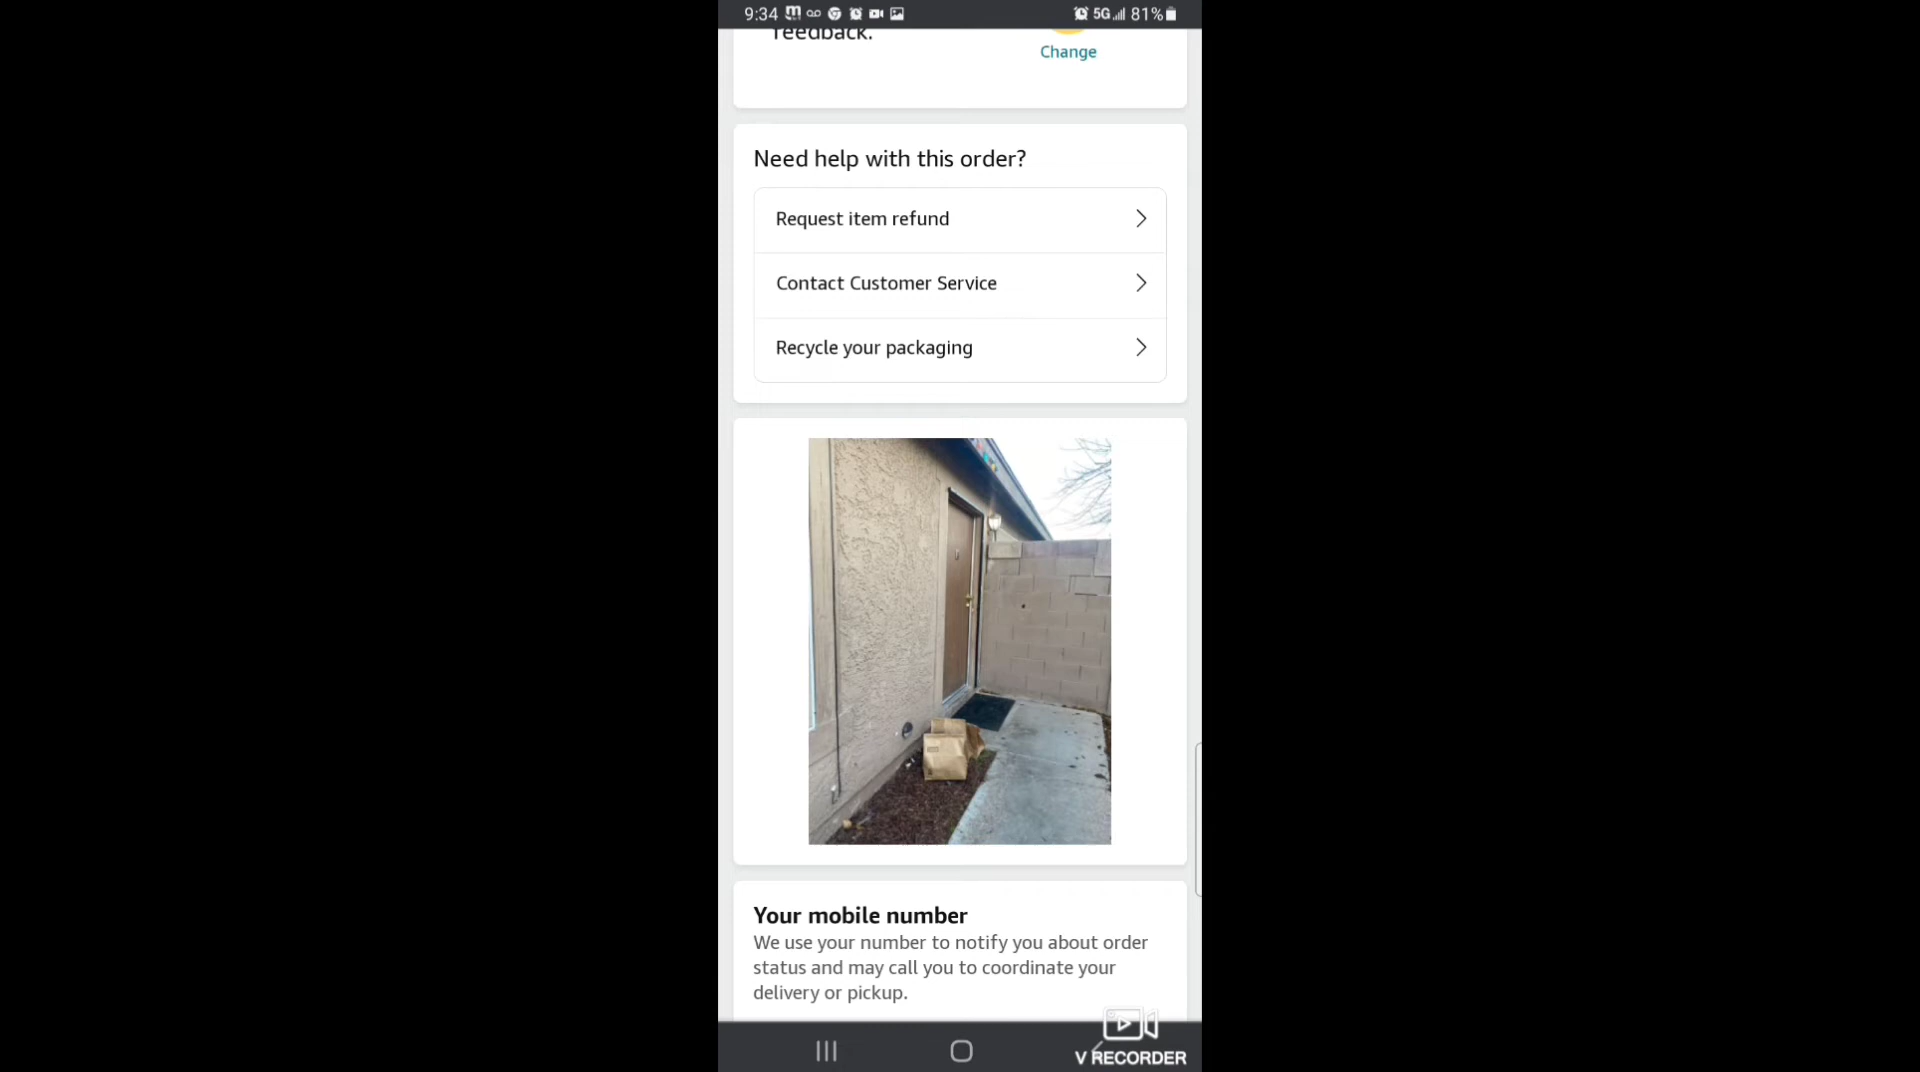 9:34
5G 81%
feedback.
Change
Need help with this order?
Request item refund
Contact Customer Service
Recycle your packaging
Your mobile number
We use your number to notify you about order
status and may call you to coordinate your
delivery or pickup.
V RECORDER